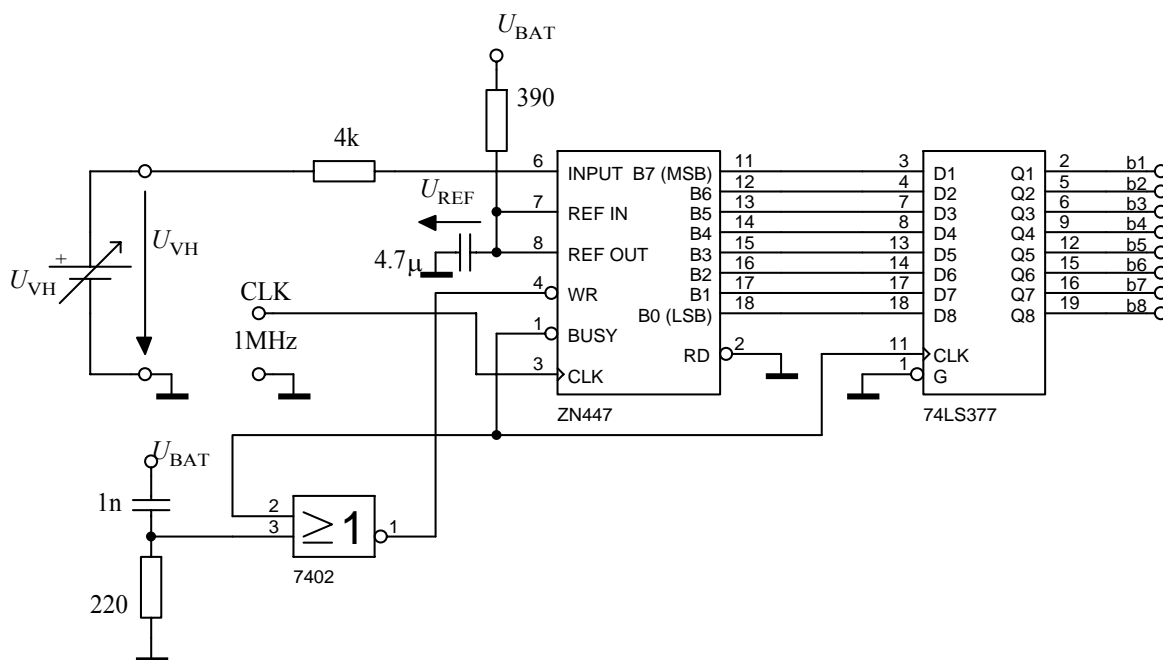 U_BAT
390
4k
6 INPUT B7 (MSB) 11 3 D1 Q1 2 b1
B6 12 4 D2 Q2 5 b2
U_REF
7 REF IN B5 13 7 D3 Q3 6 b3
B4 14 8 D4 Q4 9 b4
8 REF OUT B3 15 13 D5 Q5 12 b5
4.7µ
B2 16 14 D6 Q6 15 b6
4 WR B1 17 17 D7 Q7 16 b7
B0 (LSB) 18 18 D8 Q8 19 b8
U_VH
+
U_VH
CLK
1MHz
1 BUSY
RD 2
11 CLK
3 CLK
1 G
ZN447
74LS377
U_BAT
1n
2
3
≥1
1
7402
220